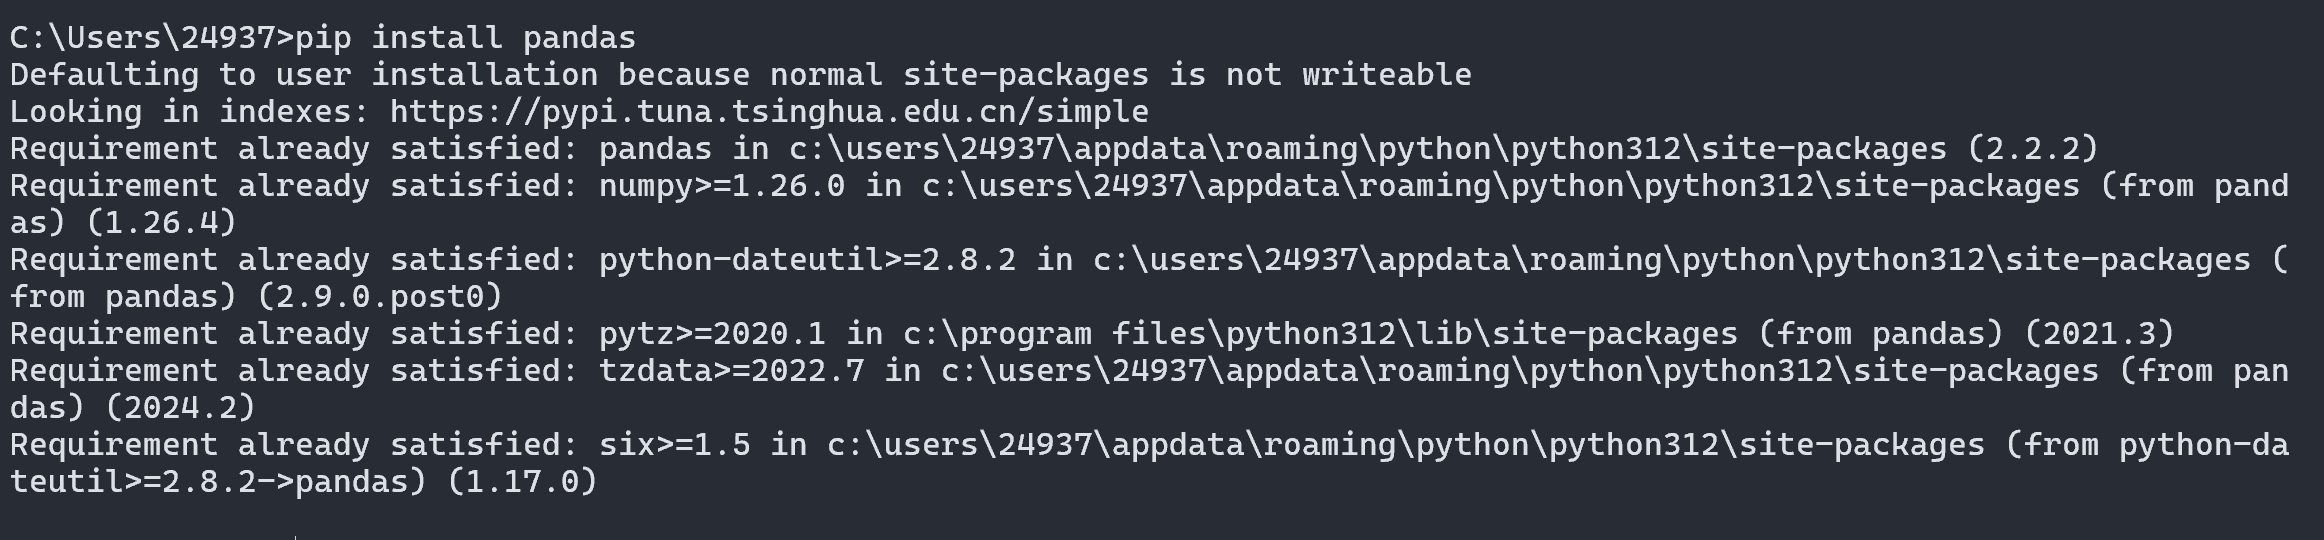 C:\Users\24937>pip install pandas
Defaulting to user installation because normal site-packages is not writeable
Looking in indexes: https://pypi.tuna.tsinghua.edu.cn/simple
Requirement already satisfied: pandas in c:\users\24937\appdata\roaming\python\python312\site-packages (2.2.2)
Requirement already satisfied: numpy>=1.26.0 in c:\users\24937\appdata\roaming\python\python312\site-packages (from pand
as) (1.26.4)
Requirement already satisfied: python-dateutil>=2.8.2 in c:\users\24937\appdata\roaming\python\python312\site-packages (
from pandas) (2.9.0.post0)
Requirement already satisfied: pytz>=2020.1 in c:\program files\python312\lib\site-packages (from pandas) (2021.3)
Requirement already satisfied: tzdata>=2022.7 in c:\users\24937\appdata\roaming\python\python312\site-packages (from pan
das) (2024.2)
Requirement already satisfied: six>=1.5 in c:\users\24937\appdata\roaming\python\python312\site-packages (from python-da
teutil>=2.8.2->pandas) (1.17.0)